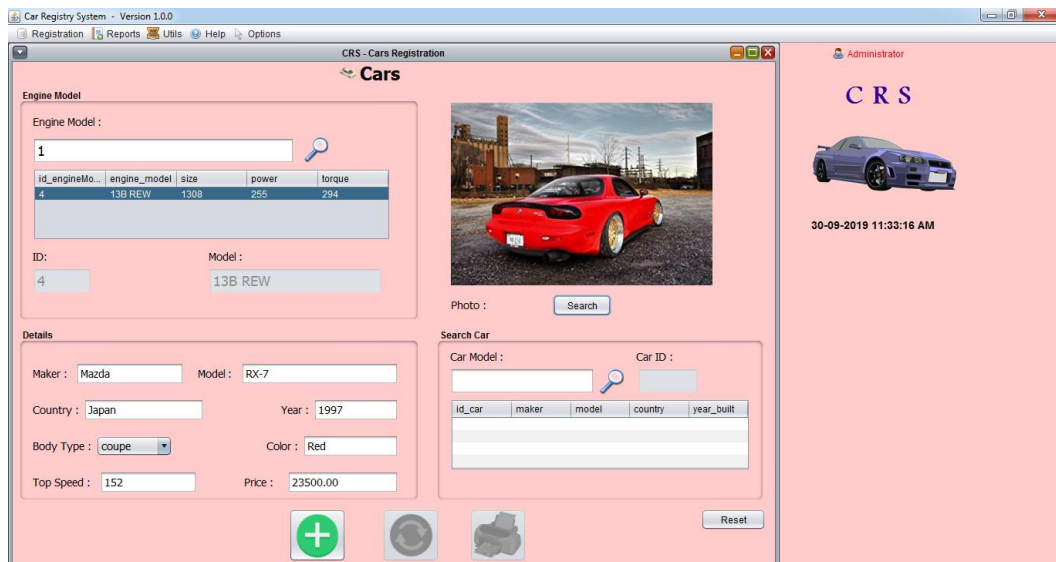 Car Registry System - Version 1.0.0
Registration Reports Utils Help Options
CRS - Cars Registration
Cars
Engine Model
Engine Model :
1
id_engineMo... engine_model size power torque
4 13B REW 1308 255 294
ID: Model :
4 13B REW
Photo : Search
Details
Maker : Mazda Model : RX-7
Country : Japan Year : 1997
Body Type : coupe Color : Red
Top Speed : 152 Price : 23500.00
Search Car
Car Model : Car ID :
id_car maker model country year_built
Reset
Administrator
C R S
30-09-2019 11:33:16 AM